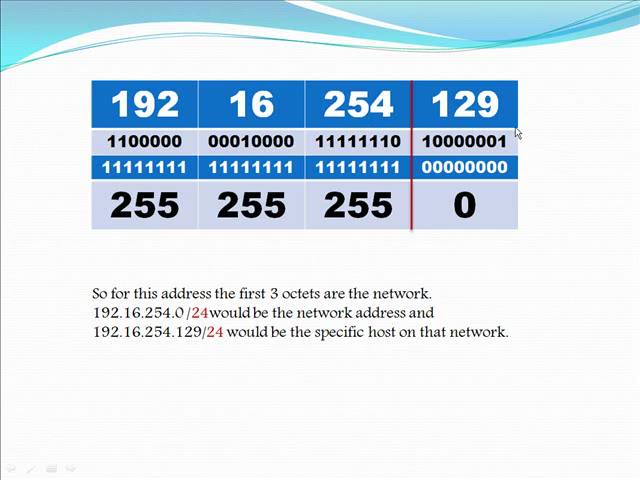 192 16 254 129
1100000 00010000 11111110 10000001
11111111 11111111 11111111 00000000
255 255 255 0
So for this address the first 3 octets are the network.
192.16.254.0/24would be the network address and
192.16.254.129/24 would be the specific host on that network.